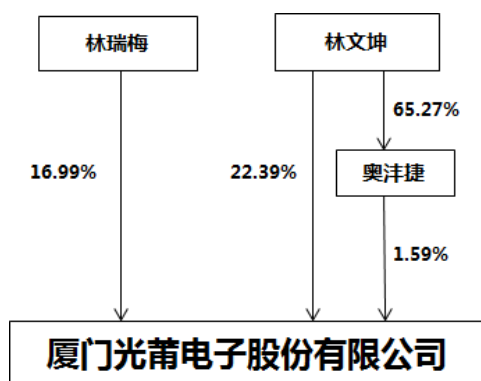 林瑞梅
林文坤
65.27%
16.99%
22.39%
奥沣捷
1.59%
厦门光莆电子股份有限公司